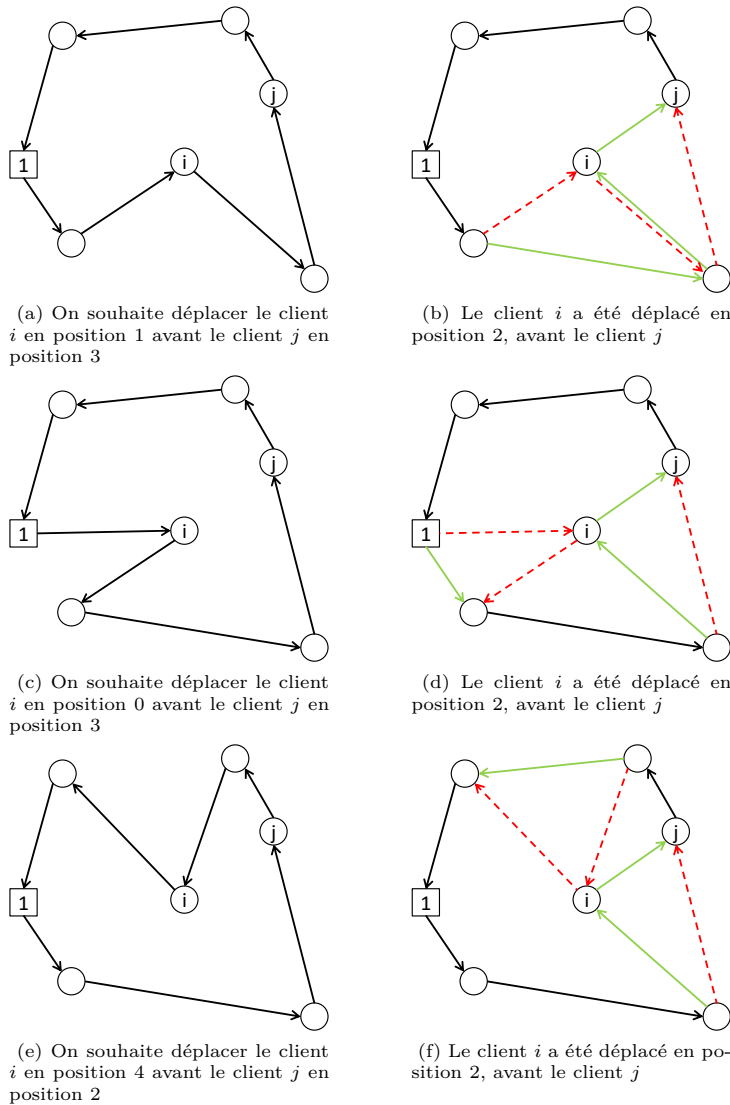 j
i
1
j
i
1
(a) On souhaite déplacer le client
i en position 1 avant le client j en
position 3
(b) Le client i a été déplacé en
position 2, avant le client j
j
i
1
j
i
1
(c) On souhaite déplacer le client
i en position 0 avant le client j en
position 3
(d) Le client i a été déplacé en
position 2, avant le client j
j
i
1
j
i
1
(e) On souhaite déplacer le client
i en position 4 avant le client j en
position 2
(f) Le client i a été déplacé en po-
sition 2, avant le client j